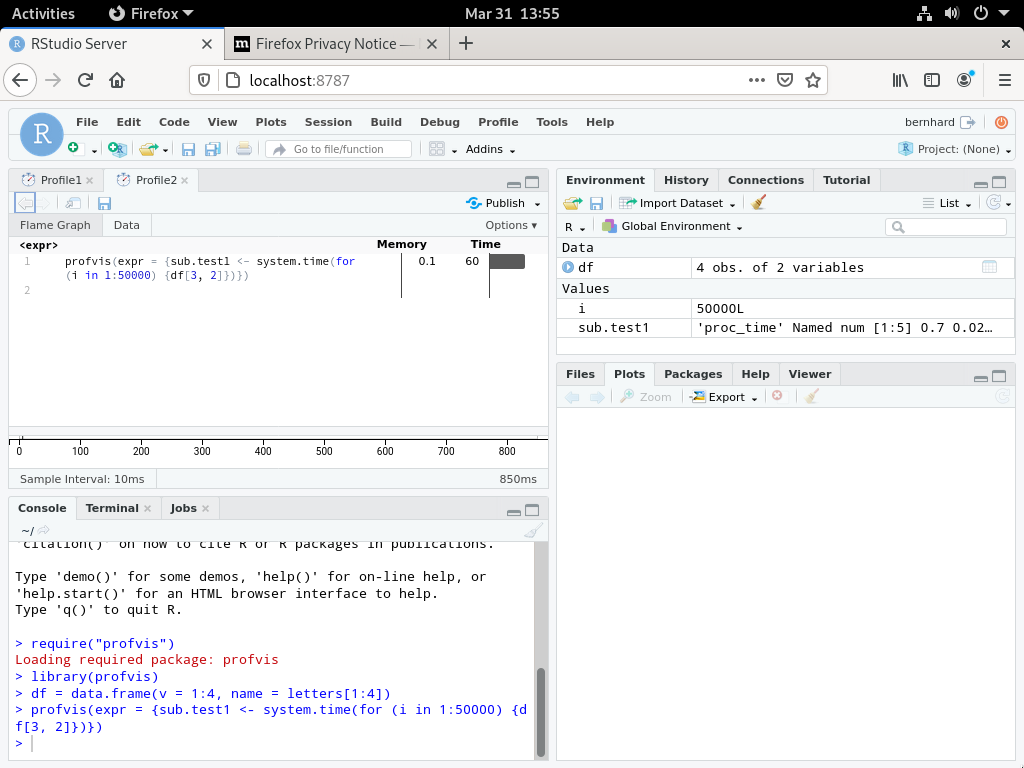 Activities Firefox Mar 31 13:55
RStudio Server Firefox Privacy Notice —
localhost:8787
R File Edit Code View Plots Session Build Debug Profile Tools Help bernhard
Go to file/function Addins Project: (None)
Profile1 Profile2
Publish
Flame Graph Data Options
<expr> Memory Time
1 profvis(expr = {sub.test1 <- system.time(for 0.1 60
(i in 1:50000) {df[3, 2]})})
2
0 100 200 300 400 500 600 700 800
Sample Interval: 10ms 850ms
Console Terminal Jobs
~/
'citation()' on how to cite R or R packages in publications.
Type 'demo()' for some demos, 'help()' for on-line help, or
'help.start()' for an HTML browser interface to help.
Type 'q()' to quit R.
> require("profvis")
Loading required package: profvis
> library(profvis)
> df = data.frame(v = 1:4, name = letters[1:4])
> profvis(expr = {sub.test1 <- system.time(for (i in 1:50000) {d
f[3, 2]})})
>
Environment History Connections Tutorial
Import Dataset List
R Global Environment
Data
df 4 obs. of 2 variables
Values
i 50000L
sub.test1 'proc_time' Named num [1:5] 0.7 0.02…
Files Plots Packages Help Viewer
Zoom Export